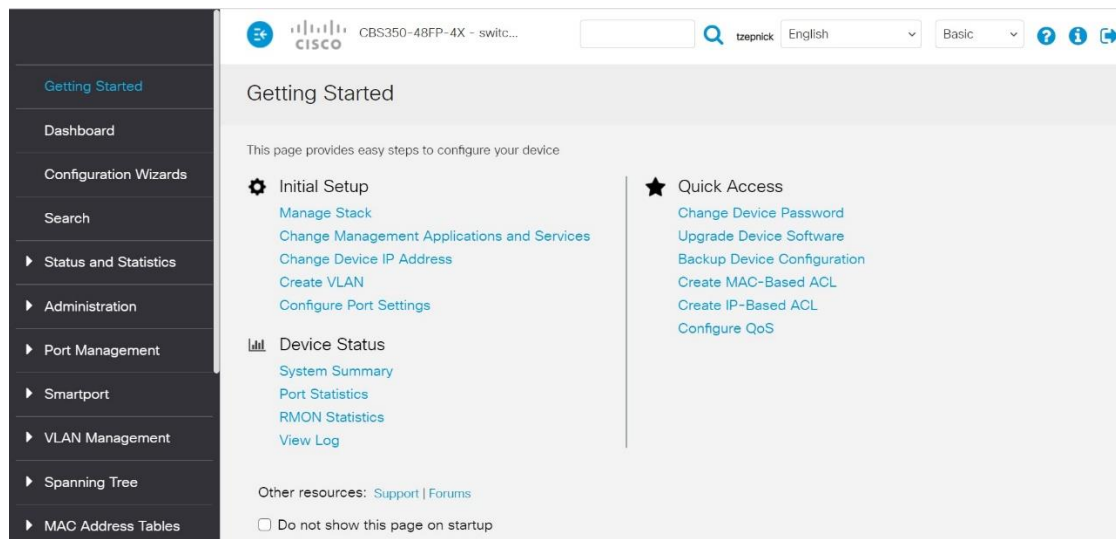 CISCO
CBS350-48FP-4X - switc...
tzepnick
English
Basic
Getting Started
Dashboard
Configuration Wizards
Search
Status and Statistics
Administration
Port Management
Smartport
VLAN Management
Spanning Tree
MAC Address Tables
Getting Started
This page provides easy steps to configure your device
Initial Setup
Manage Stack
Change Management Applications and Services
Change Device IP Address
Create VLAN
Configure Port Settings
Device Status
System Summary
Port Statistics
RMON Statistics
View Log
Quick Access
Change Device Password
Upgrade Device Software
Backup Device Configuration
Create MAC-Based ACL
Create IP-Based ACL
Configure QoS
Other resources: Support | Forums
Do not show this page on startup